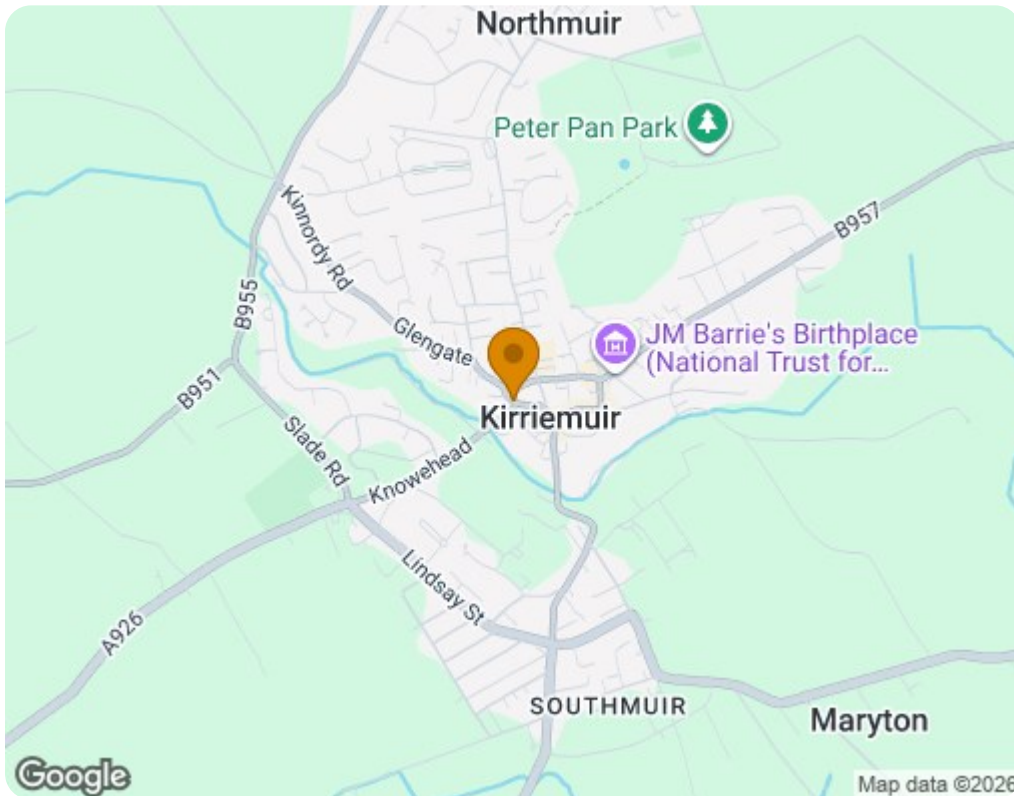 Northmuir
Peter Pan Park
B957
Kinnordy Rd
B955
Glengate
JM Barrie's Birthplace
(National Trust for...
B951
Kirriemuir
Slade Rd
Knowehead
Lindsay St
A926
SOUTHMUIR
Maryton
Google
Map data ©2026